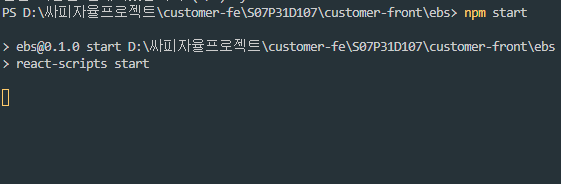 PS D:\싸피자율프로젝트\customer-fe\S07P31D107\customer-front\ebs> npm start
> ebs@0.1.0 start D:\싸피자율프로젝트\customer-fe\S07P31D107\customer-front\ebs
> react-scripts start